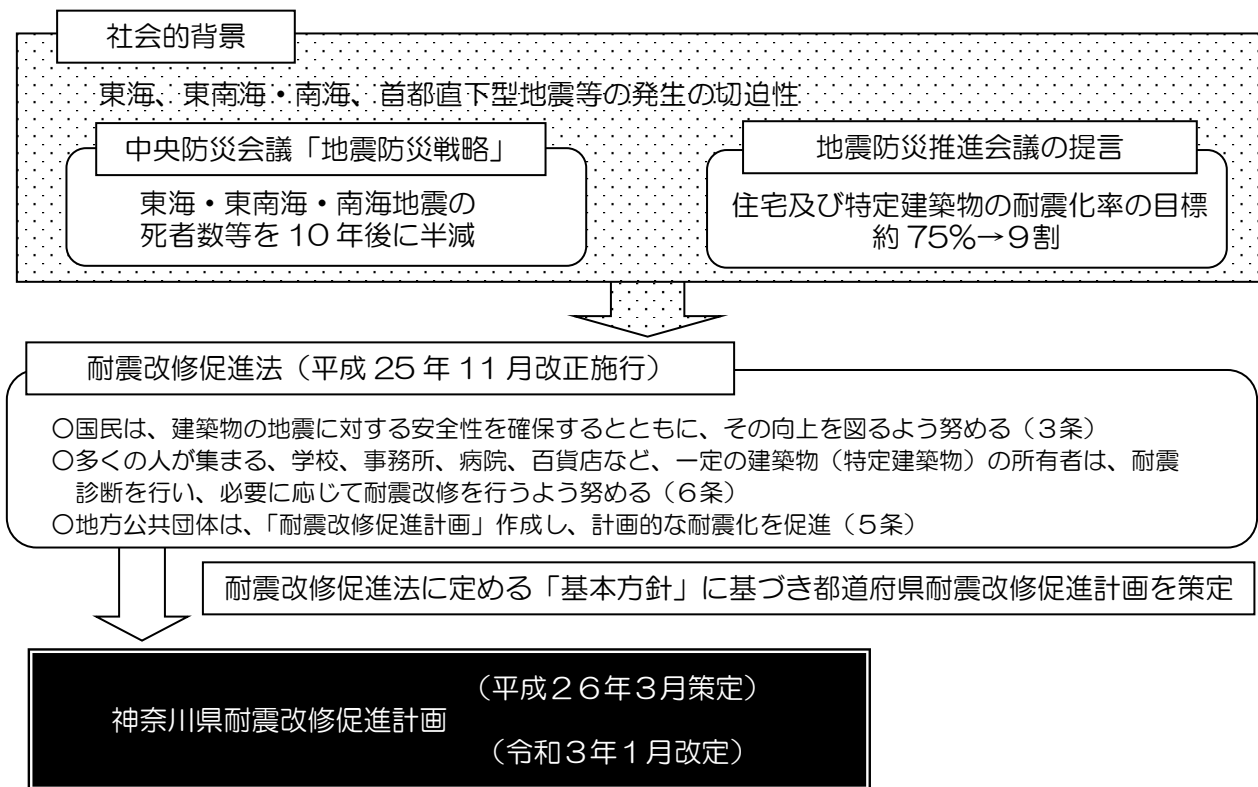 社会的背景
東海、東南海・南海、首都直下型地震等の発生の切迫性
中央防災会議「地震防災戦略」
東海・東南海・南海地震の
死者数等を10年後に半減
地震防災推進会議の提言
住宅及び特定建築物の耐震化率の目標
約75%→9割
耐震改修促進法(平成25年11月改正施行)
○国民は、建築物の地震に対する安全性を確保するとともに、その向上を図るよう努める(3条)
○多くの人が集まる、学校、事務所、病院、百貨店など、一定の建築物(特定建築物)の所有者は、耐震
診断を行い、必要に応じて耐震改修を行うよう努める(6条)
○地方公共団体は、「耐震改修促進計画」作成し、計画的な耐震化を促進(5条)
耐震改修促進法に定める「基本方針」に基づき都道府県耐震改修促進計画を策定
神奈川県耐震改修促進計画
(平成26年3月策定)
(令和3年1月改定)